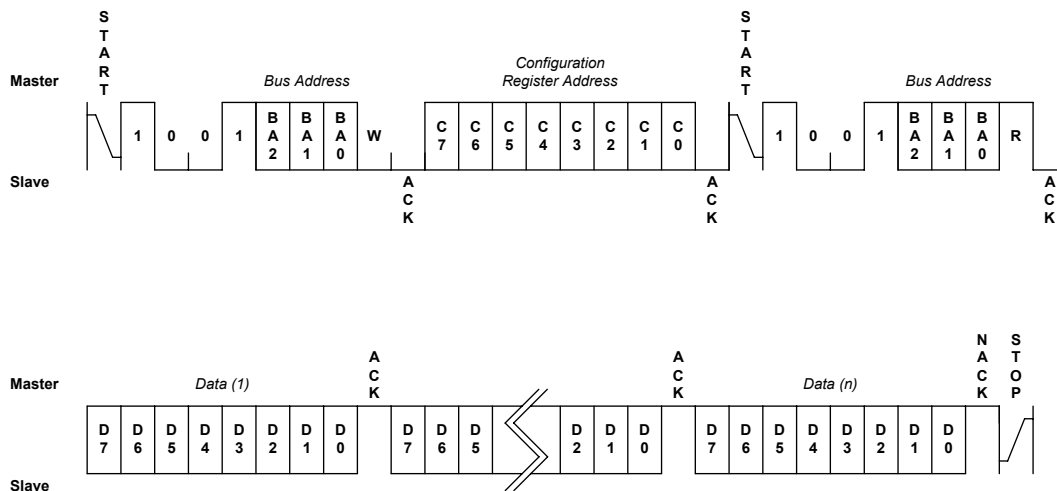 START
START
Configuration
Master Bus Address Register Address Bus Address
1 0 0 1 BA2 BA1 BA0 W C7 C6 C5 C4 C3 C2 C1 C0 1 0 0 1 BA2 BA1 BA0 R
Slave
ACK
ACK
ACK
ACK
ACK
NACK
STOP
Master Data (1) Data (n)
D7 D6 D5 D4 D3 D2 D1 D0 D7 D6 D5 D2 D1 D0 D7 D6 D5 D4 D3 D2 D1 D0
Slave